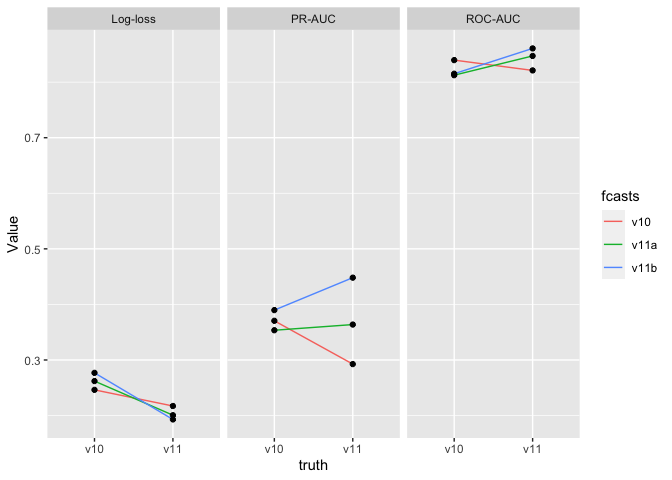 Log-loss PR-AUC ROC-AUC
0.7
0.5
0.3
Value
v10 v11 v10 v11 v10 v11
truth
fcasts
v10
v11a
v11b